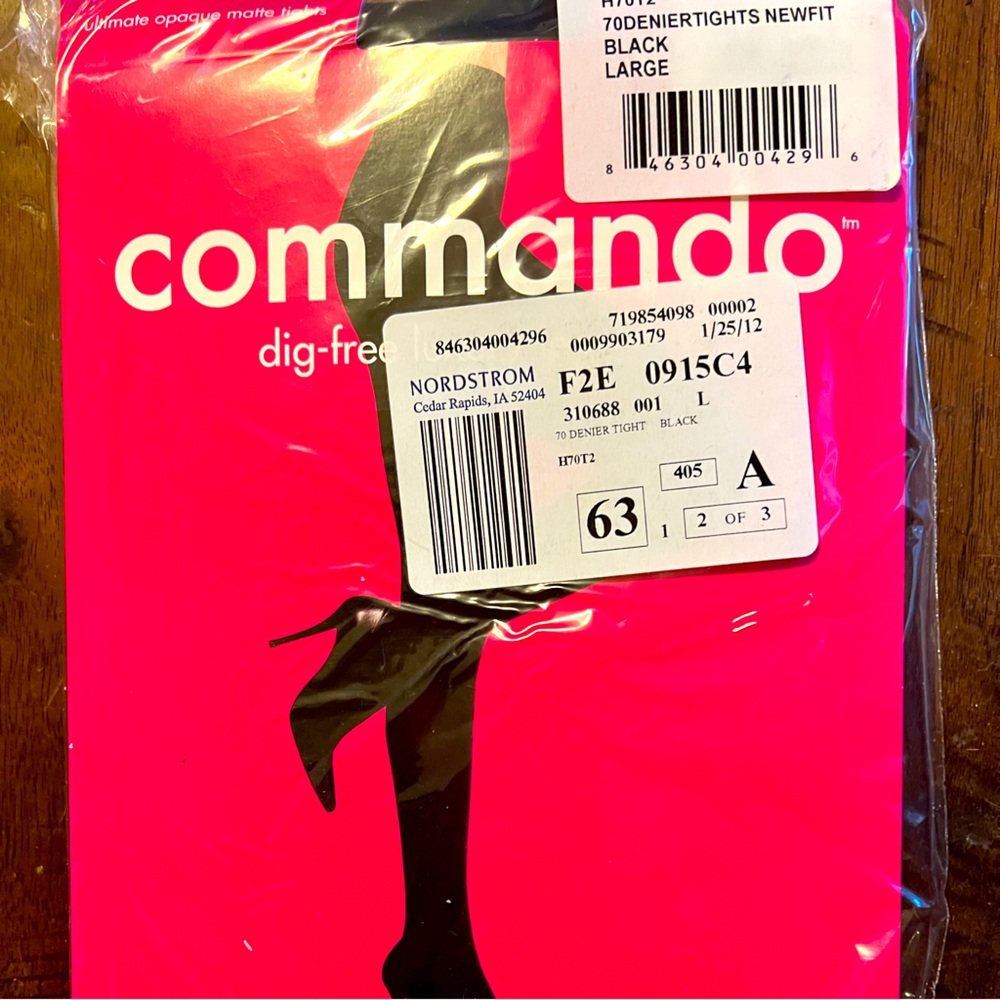 ultimate opaque matte tights
H70T2
70DENIERTIGHTS NEWFIT
BLACK
LARGE
8 46304 00429 6
commando™
dig-free
846304004296
719854098 00002
0009903179 1/25/12
NORDSTROM
Cedar Rapids, IA 52404
F2E 0915C4
310688 001 L
70 DENIER TIGHT BLACK
H70T2
405 A
63 1 2 OF 3